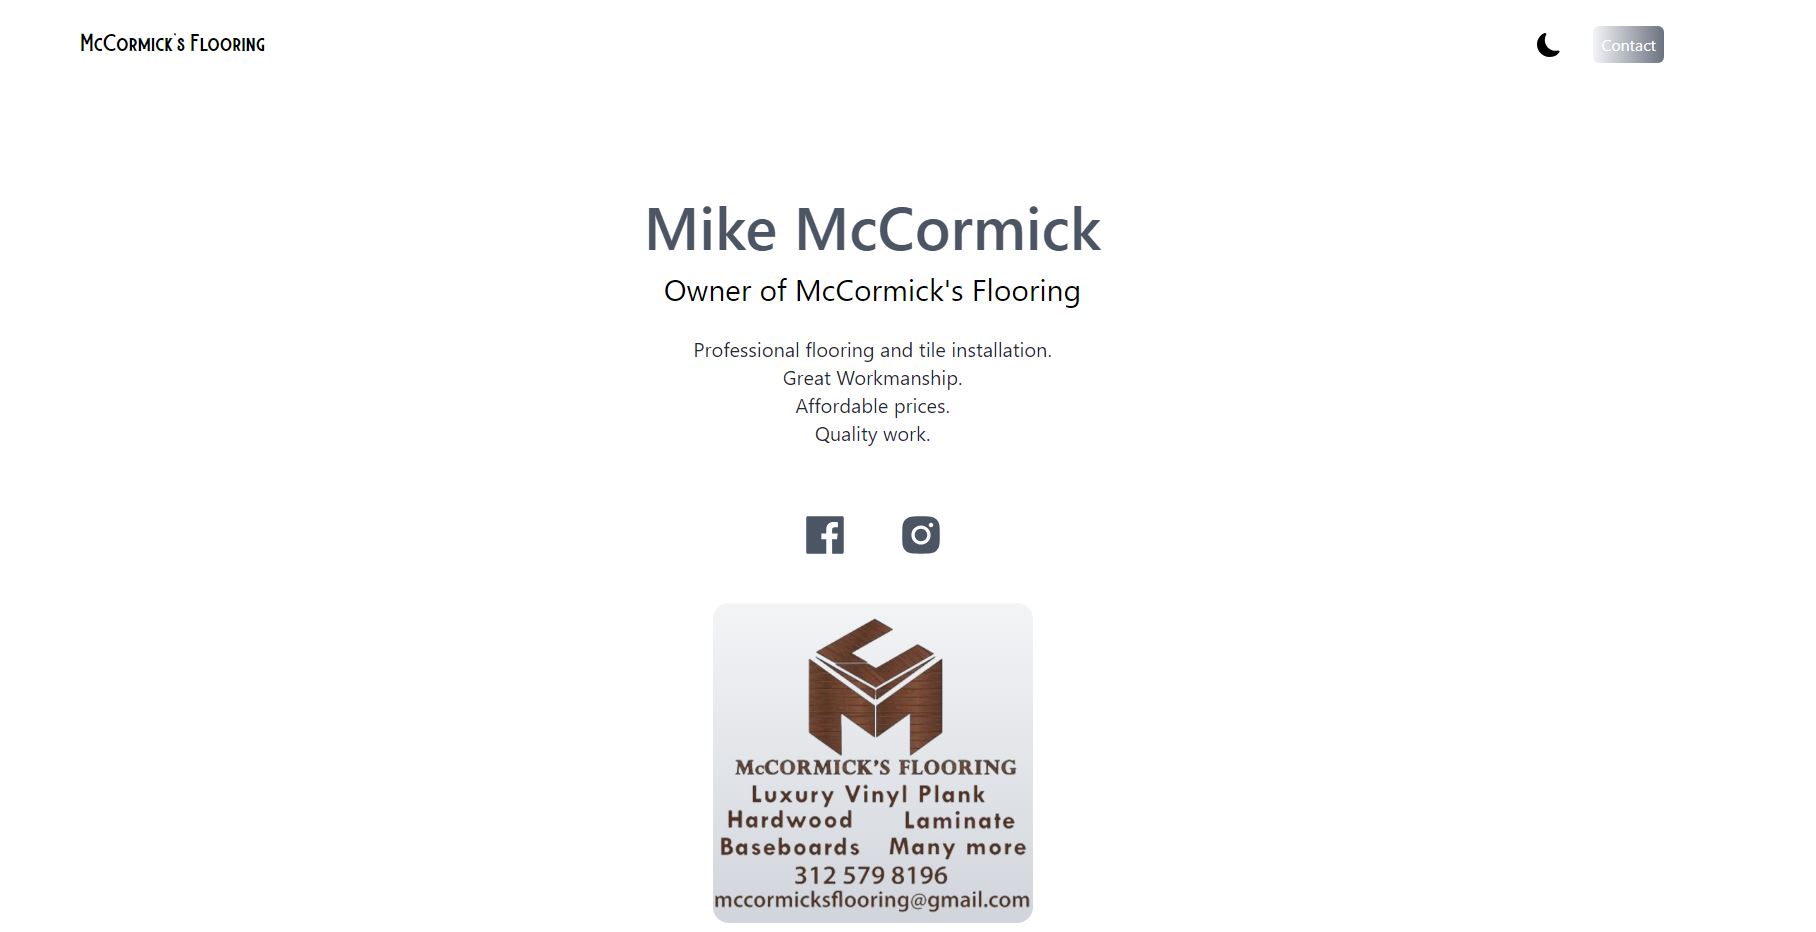 McCormick's Flooring
Contact
Mike McCormick
Owner of McCormick's Flooring
Professional flooring and tile installation.
Great Workmanship.
Affordable prices.
Quality work.
McCORMICK'S FLOORING
Luxury Vinyl Plank
Hardwood Laminate
Baseboards Many more
312 579 8196
mccormicksflooring@gmail.com